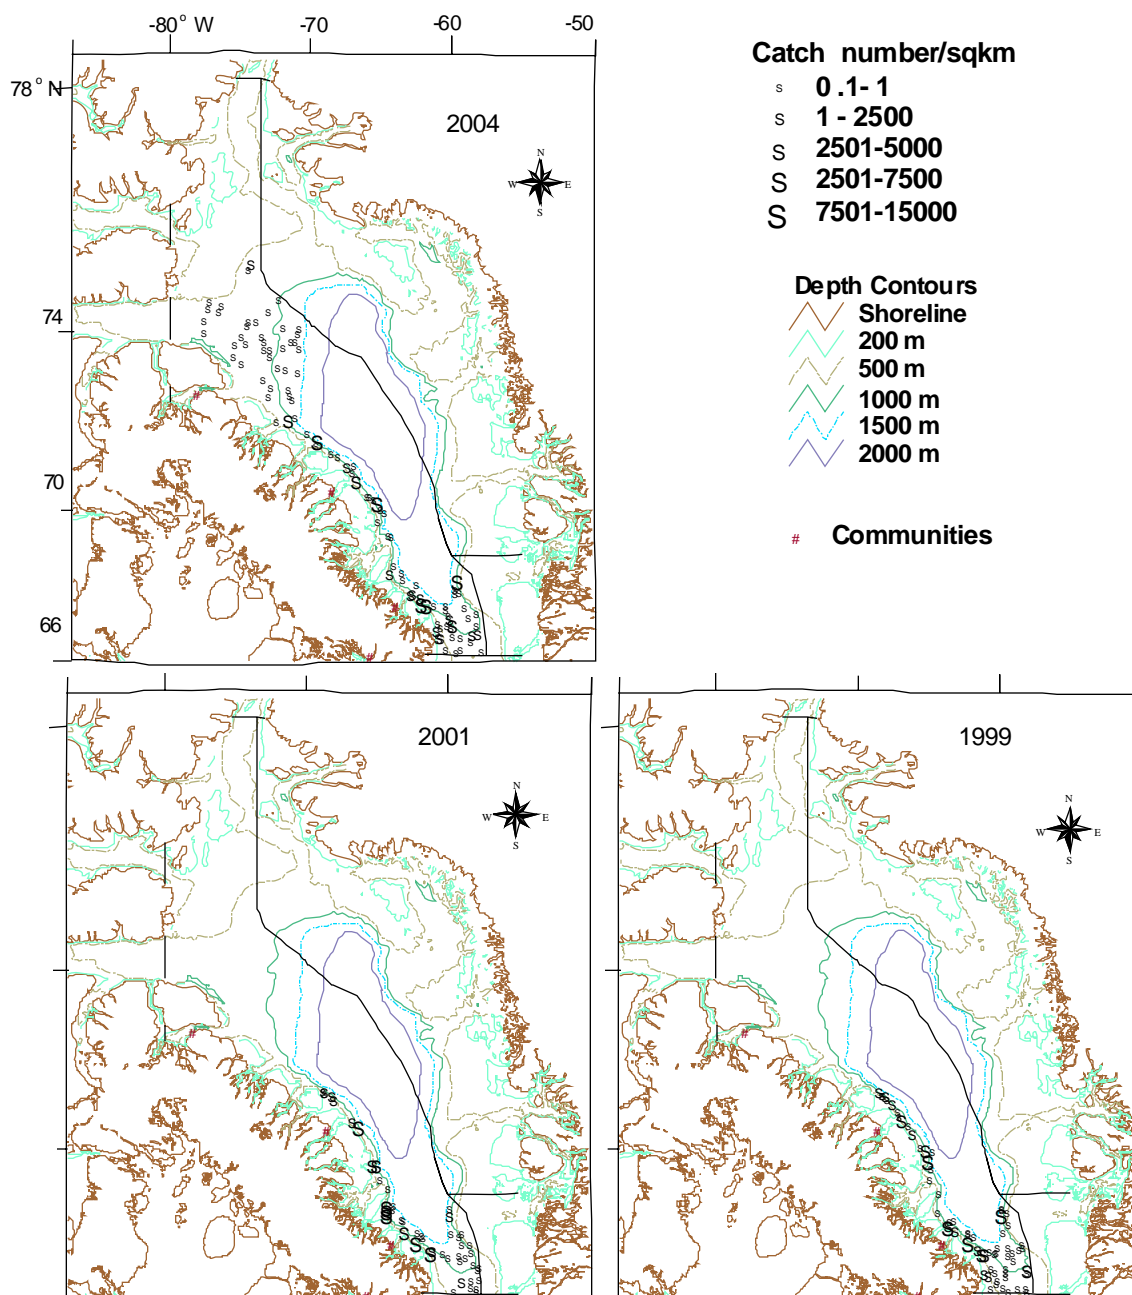 -80° W -70 -60 -50
78° N
74
70
66
2004
N
W E
S
Catch number/sqkm
s 0 .1- 1
s 1 - 2500
S 2501-5000
S 2501-7500
S 7501-15000
Depth Contours
Shoreline
200 m
500 m
1000 m
1500 m
2000 m
# Communities
2001
N
W E
S
1999
N
W E
S